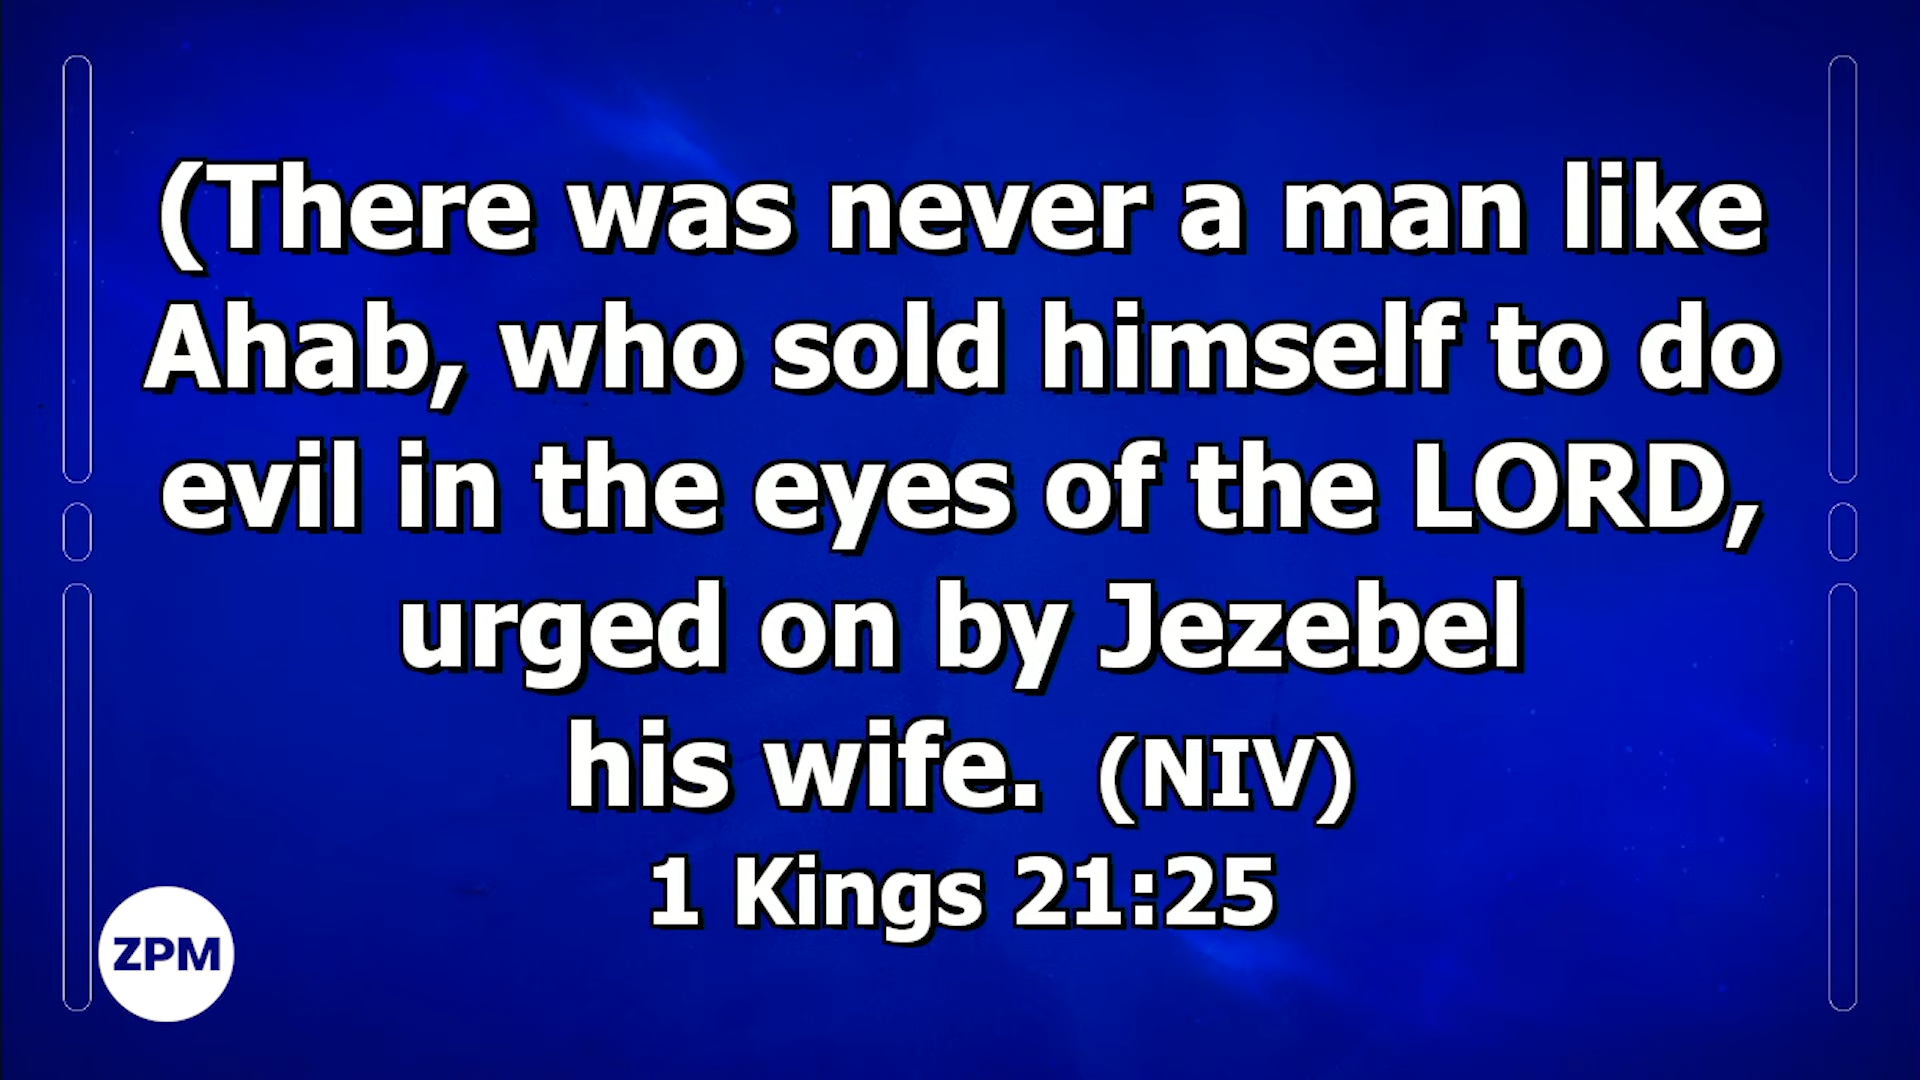 (There was never a man like
Ahab, who sold himself to do
evil in the eyes of the LORD,
urged on by Jezebel
his wife. (NIV)
1 Kings 21:25
ZPM